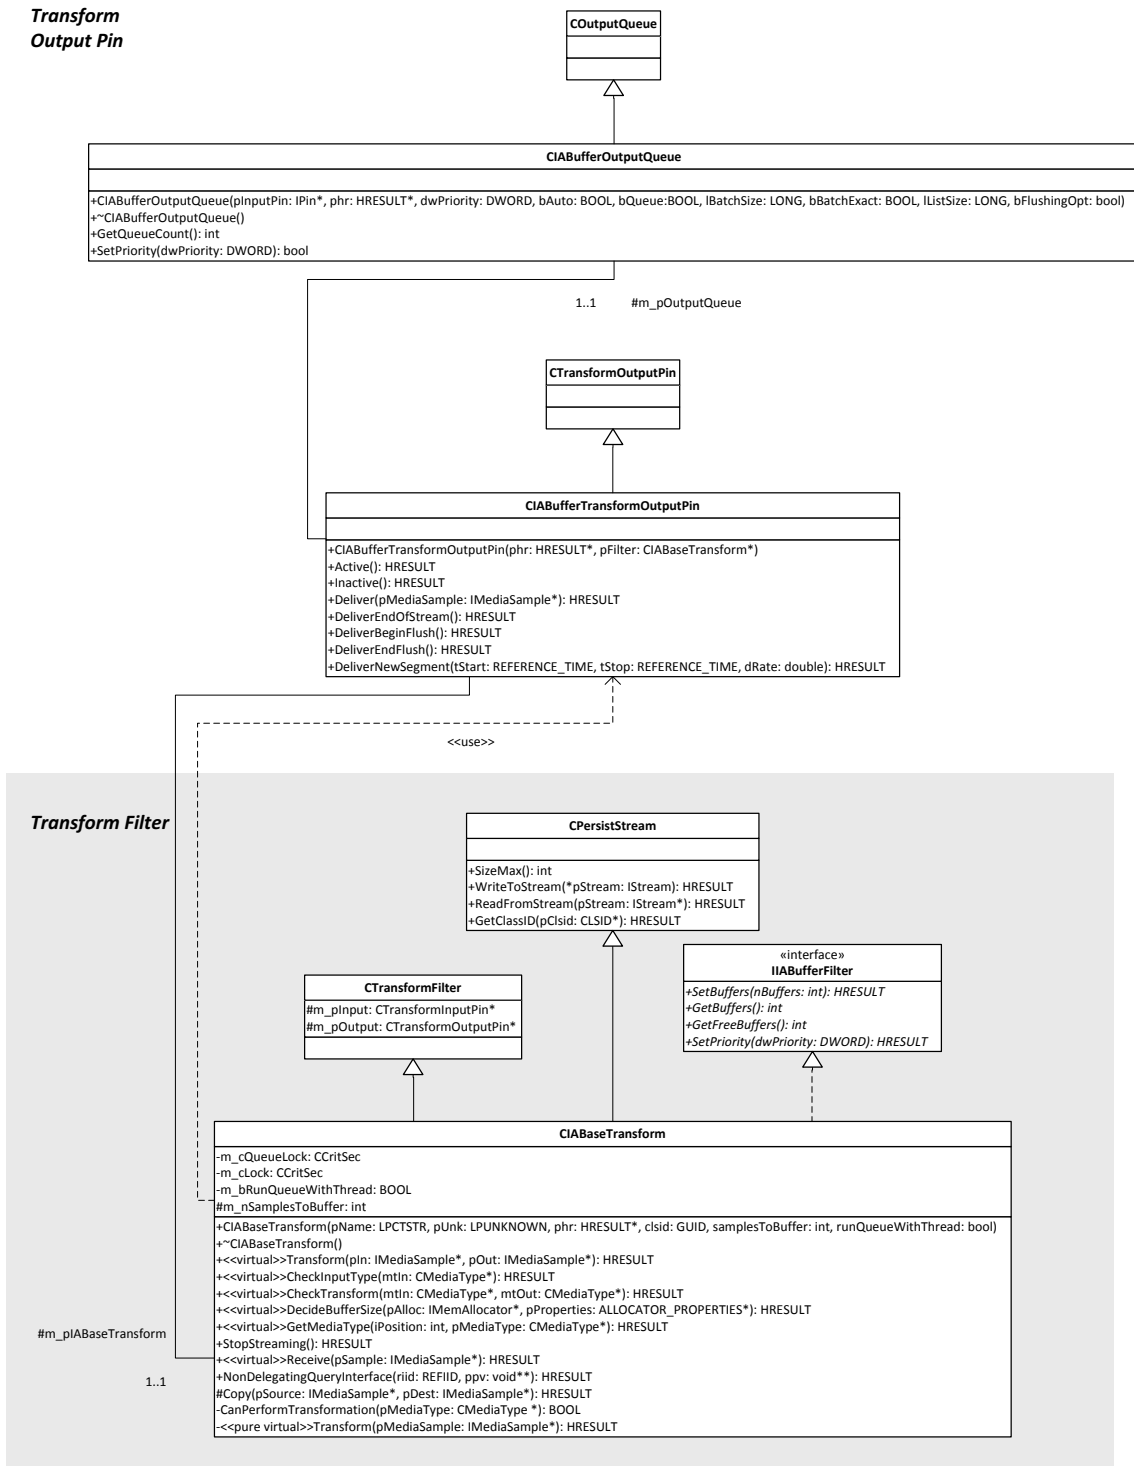 Transform
Output Pin
COutputQueue
CIABufferOutputQueue
+CIABufferOutputQueue(pInputPin: IPin*, phr: HRESULT*, dwPriority: DWORD, bAuto: BOOL, bQueue:BOOL, lBatchSize: LONG, bBatchExact: BOOL, lListSize: LONG, bFlushingOpt: bool)
+~CIABufferOutputQueue()
+GetQueueCount(): int
+SetPriority(dwPriority: DWORD): bool
1..1 #m_pOutputQueue
CTransformOutputPin
CIABufferTransformOutputPin
+CIABufferTransformOutputPin(phr: HRESULT*, pFilter: CIABaseTransform*)
+Active(): HRESULT
+Inactive(): HRESULT
+Deliver(pMediaSample: IMediaSample*): HRESULT
+DeliverEndOfStream(): HRESULT
+DeliverBeginFlush(): HRESULT
+DeliverEndFlush(): HRESULT
+DeliverNewSegment(tStart: REFERENCE_TIME, tStop: REFERENCE_TIME, dRate: double): HRESULT
<<use>>
Transform Filter
CPersistStream
+SizeMax(): int
+WriteToStream(*pStream: IStream): HRESULT
+ReadFromStream(pStream: IStream*): HRESULT
+GetClassID(pClsid: CLSID*): HRESULT
«interface»
IIABufferFilter
+SetBuffers(nBuffers: int): HRESULT
+GetBuffers(): int
+GetFreeBuffers(): int
+SetPriority(dwPriority: DWORD): HRESULT
CTransformFilter
#m_pInput: CTransformInputPin*
#m_pOutput: CTransformOutputPin*
CIABaseTransform
-m_cQueueLock: CCritSec
-m_cLock: CCritSec
-m_bRunQueueWithThread: BOOL
#m_nSamplesToBuffer: int
+CIABaseTransform(pName: LPCTSTR, pUnk: LPUNKNOWN, phr: HRESULT*, clsid: GUID, samplesToBuffer: int, runQueueWithThread: bool)
+~CIABaseTransform()
+<<virtual>>Transform(pIn: IMediaSample*, pOut: IMediaSample*): HRESULT
+<<virtual>>CheckInputType(mtIn: CMediaType*): HRESULT
+<<virtual>>CheckTransform(mtIn: CMediaType*, mtOut: CMediaType*): HRESULT
+<<virtual>>DecideBufferSize(pAlloc: IMemAllocator*, pProperties: ALLOCATOR_PROPERTIES*): HRESULT
+<<virtual>>GetMediaType(iPosition: int, pMediaType: CMediaType*): HRESULT
+StopStreaming(): HRESULT
+<<virtual>>Receive(pSample: IMediaSample*): HRESULT
+NonDelegatingQueryInterface(riid: REFIID, ppv: void**): HRESULT
#Copy(pSource: IMediaSample*, pDest: IMediaSample*): HRESULT
-CanPerformTransformation(pMediaType: CMediaType *): BOOL
-<<pure virtual>>Transform(pMediaSample: IMediaSample*): HRESULT
#m_pIABaseTransform
1..1